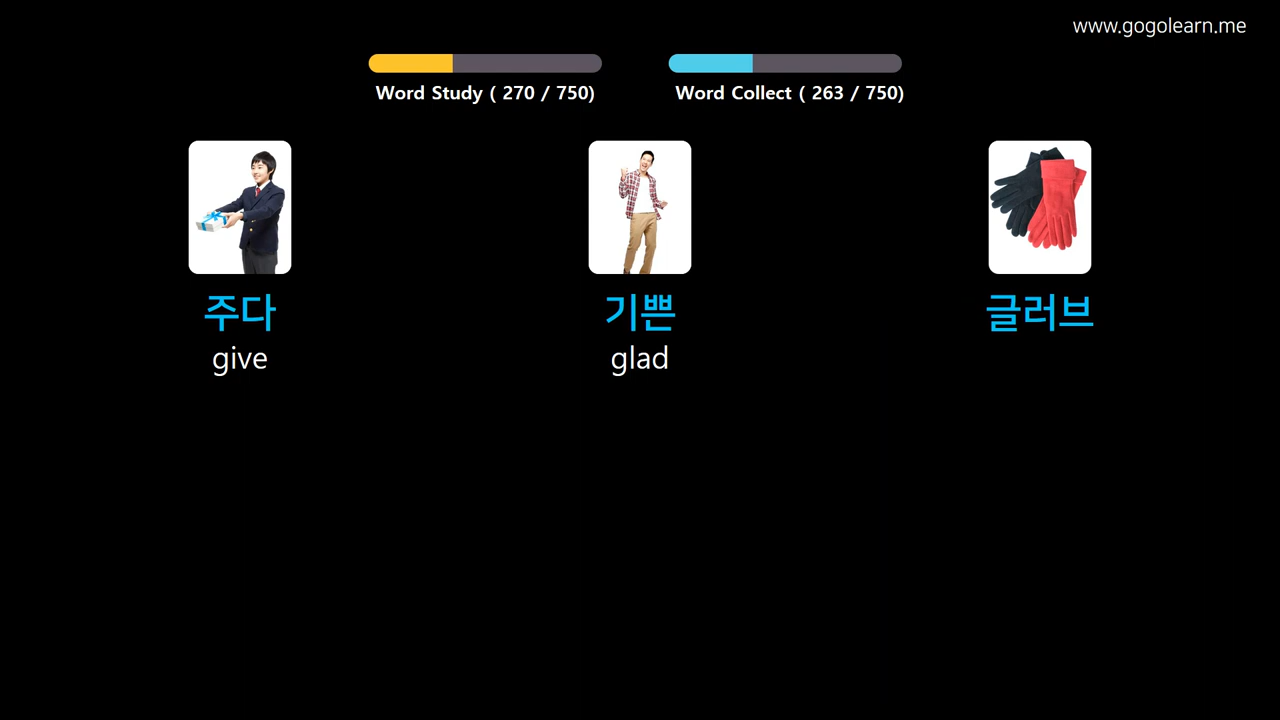 www.gogolearn.me
Word Study ( 270 / 750)
Word Collect ( 263 / 750)
주다
give
기쁜
glad
글러브